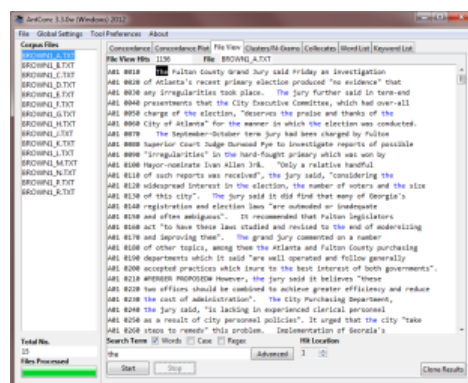 AntConc 3.3.0w (Windows) 2012
File Global Settings Tool Preferences About
Corpus Files
BROWN1_A.TXT
BROWN1_B.TXT
BROWN1_C.TXT
BROWN1_D.TXT
BROWN1_E.TXT
BROWN1_F.TXT
BROWN1_G.TXT
BROWN1_H.TXT
BROWN1_J.TXT
BROWN1_K.TXT
BROWN1_L.TXT
BROWN1_M.TXT
BROWN1_N.TXT
BROWN1_P.TXT
BROWN1_R.TXT
Total No.
15
Files Processed
Concordance Concordance Plot File View Clusters/N-Grams Collocates Word List Keyword List
File View Hits 1136 File BROWN1_A.TXT
A01 0010 The Fulton County Grand Jury said Friday an investigation
A01 0020 of Atlanta's recent primary election produced "no evidence" that
A01 0030 any irregularities took place. The jury further said in term-end
A01 0040 presentments that the City Executive Committee, which had over-all
A01 0050 charge of the election, "deserves the praise and thanks of the
A01 0060 City of Atlanta" for the manner in which the election was conducted.
A01 0070 The September-October term jury had been charged by Fulton
A01 0080 Superior Court Judge Durwood Pye to investigate reports of possible
A01 0090 "irregularities" in the hard-fought primary which was won by
A01 0100 Mayor-nominate Ivan Allen Jr&. "Only a relative handful
A01 0110 of such reports was received", the jury said, "considering the
A01 0120 widespread interest in the election, the number of voters and the size
A01 0130 of this city". The jury said it did find that many of Georgia's
A01 0140 registration and election laws "are outmoded or inadequate
A01 0150 and often ambiguous". It recommended that Fulton legislators
A01 0160 act "to have these laws studied and revised to the end of modernizing
A01 0170 and improving them". The grand jury commented on a number
A01 0180 of other topics, among them the Atlanta and Fulton County purchasing
A01 0190 departments which it said "are well operated and follow generally
A01 0200 accepted practices which inure to the best interest of both governments".
A01 0210 #MERGER PROPOSED# However, the jury said it believes "these
A01 0220 two offices should be combined to achieve greater efficiency and reduce
A01 0230 the cost of administration". The City Purchasing Department,
A01 0240 the jury said, "is lacking in experienced clerical personnel
A01 0250 as a result of city personnel policies". It urged that the city "take
A01 0260 steps to remedy" this problem. Implementation of Georgia's
Search Term Words Case Regex Hit Location
the Advanced 1
Start Stop Clone Results